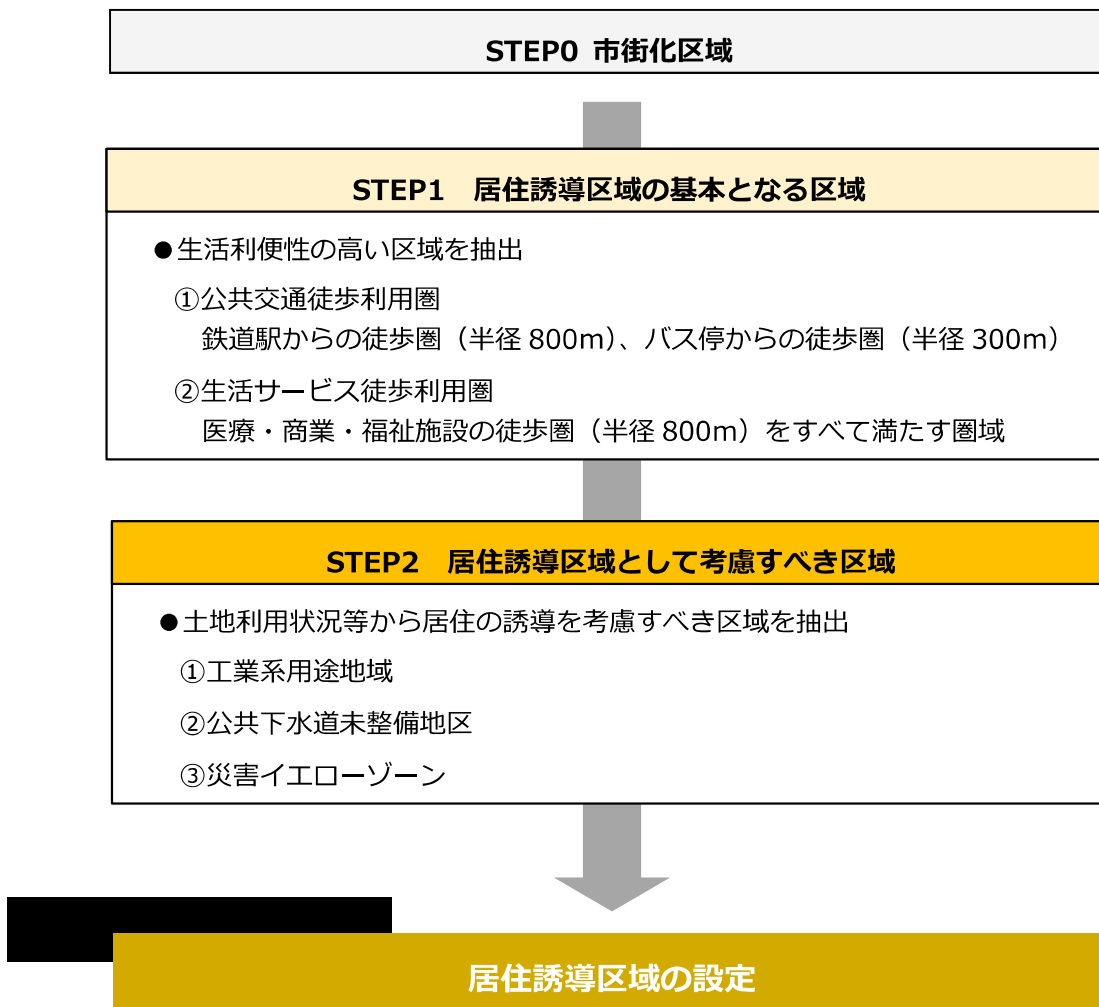 STEP0 市街化区域
STEP1 居住誘導区域の基本となる区域
●生活利便性の高い区域を抽出
①公共交通徒歩利用圏
鉄道駅からの徒歩圏（半径 800m）、バス停からの徒歩圏（半径 300m）
②生活サービス徒歩利用圏
医療・商業・福祉施設の徒歩圏（半径 800m）をすべて満たす圏域
STEP2 居住誘導区域として考慮すべき区域
●土地利用状況等から居住の誘導を考慮すべき区域を抽出
①工業系用途地域
②公共下水道未整備地区
③災害イエローゾーン
居住誘導区域の設定